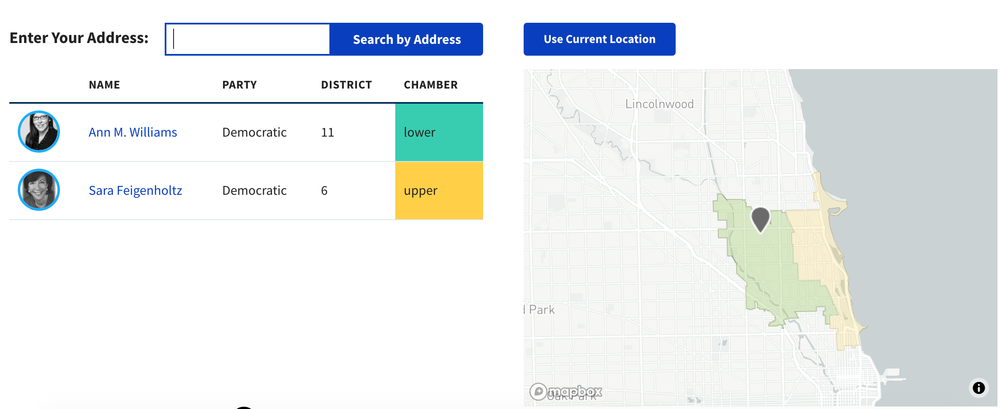 Enter Your Address:
Search by Address
Use Current Location
NAME PARTY DISTRICT CHAMBER
Ann M. Williams Democratic 11 lower
Sara Feigenholtz Democratic 6 upper
Lincolnwood
d Park
mapbox
Oak Park